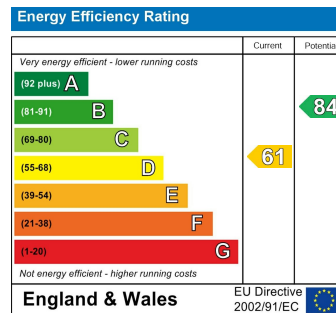 Energy Efficiency Rating
Current
Potential
Very energy efficient - lower running costs
(92 plus) A
(81-91) B
84
(69-80) C
(55-68) D
61
(39-54) E
(21-38) F
(1-20) G
Not energy efficient - higher running costs
England & Wales
EU Directive
2002/91/EC